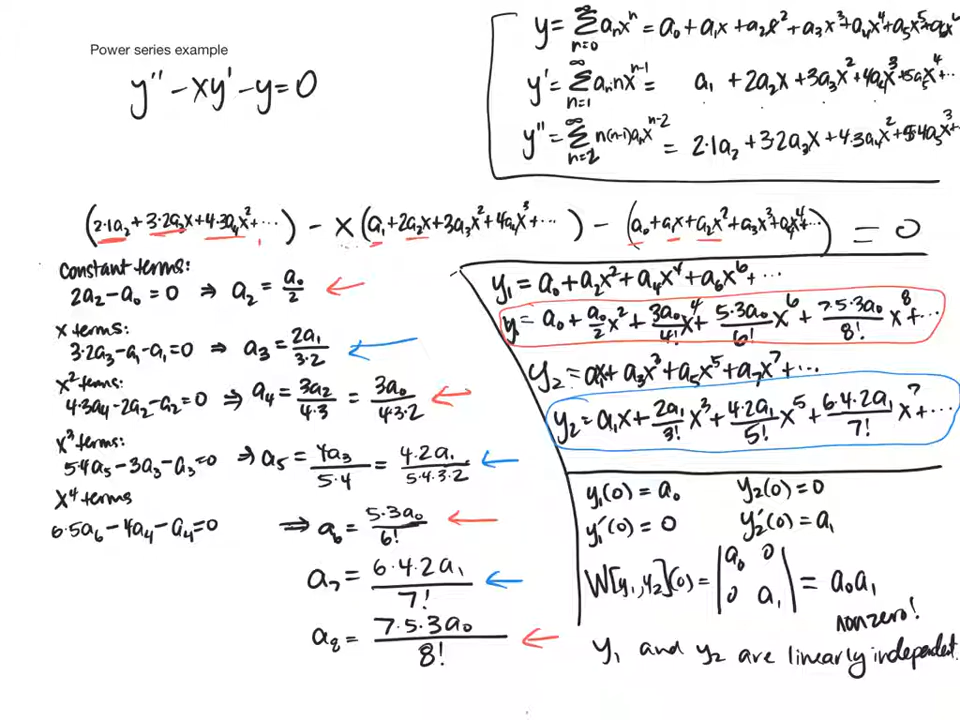 Power series example
y'' - xy' - y = 0
y = ∑_{n=0}^{∞} aₙxⁿ = a₀ + a₁x + a₂x² + a₃x³ + a₄x⁴ + a₅x⁵ + a₆x⁶
y' = ∑_{n=1}^{∞} aₙnxⁿ⁻¹ = a₁ + 2a₂x + 3a₃x² + 4a₄x³ + 5a₅x⁴ + ...
y'' = ∑_{n=2}^{∞} n(n-1)aₙxⁿ⁻² = 2·1a₂ + 3·2a₃x + 4·3a₄x² + 5·4a₅x³ +
(2·1a₂ + 3·2a₃x + 4·3a₄x² + ...) - x(a₁ + 2a₂x + 3a₃x² + 4a₄x³ + ...) - (a₀ + a₁x + a₂x² + a₃x³ + a₄x⁴ ...) = 0
Constant terms:
2a₂ - a₀ = 0 ⇒ a₂ = a₀/2 ←
x terms:
3·2a₃ - a₁ - a₁ = 0 ⇒ a₃ = 2a₁/3·2 ←
x² terms:
4·3a₄ - 2a₂ - a₂ = 0 ⇒ a₄ = 3a₂/4·3 = 3a₀/4·3·2 ←
x³ terms:
5·4a₅ - 3a₃ - a₃ = 0 ⇒ a₅ = 4a₃/5·4 = 4·2a₁/5·4·3·2 ←
x⁴ terms
6·5a₆ - 4a₄ - a₄ = 0 ⇒ a₆ = 5·3a₀/6! ←
a₇ = 6·4·2a₁/7! ←
a₈ = 7·5·3a₀/8! ←
y₁ = a₀ + a₂x² + a₄x⁴ + a₆x⁶ + ...
y = a₀ + a₀/2 x² + 3a₀/4! x⁴ + 5·3a₀/6! x⁶ + 7·5·3a₀/8! x⁸ + ...
y₂ = a₁x + a₃x³ + a₅x⁵ + a₇x⁷ + ...
y₂ = a₁x + 2a₁/3! x³ + 4·2a₁/5! x⁵ + 6·4·2a₁/7! x⁷ + ...
y₁(0) = a₀ y₂(0) = 0
y₁'(0) = 0 y₂'(0) = a₁
W[y₁,y₂](0) = |a₀ 0; 0 a₁| = a₀a₁
nonzero!
y₁ and y₂ are linearly independent.